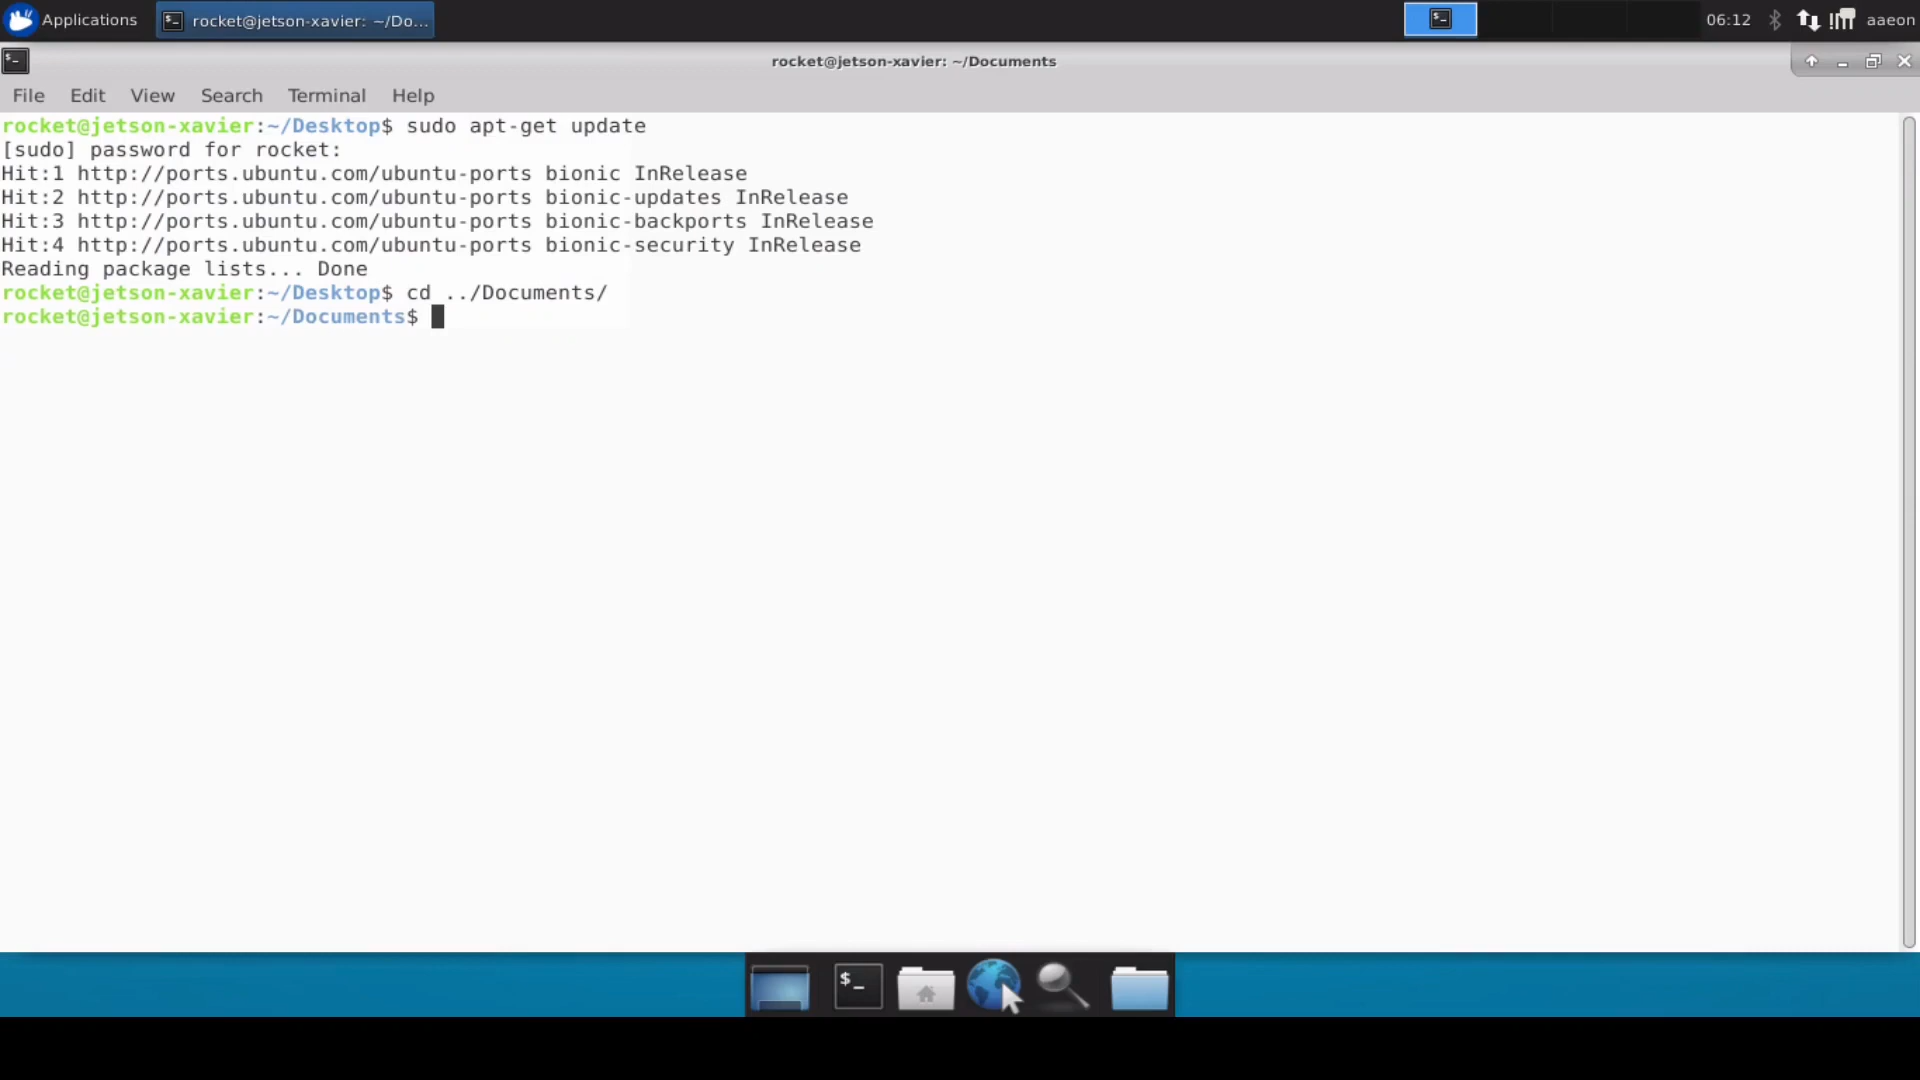 Applications
rocket@jetson-xavier: ~/Do...
06:12
aaeon
rocket@jetson-xavier: ~/Documents
File Edit View Search Terminal Help
rocket@jetson-xavier:~/Desktop$ sudo apt-get update
[sudo] password for rocket:
Hit:1 http://ports.ubuntu.com/ubuntu-ports bionic InRelease
Hit:2 http://ports.ubuntu.com/ubuntu-ports bionic-updates InRelease
Hit:3 http://ports.ubuntu.com/ubuntu-ports bionic-backports InRelease
Hit:4 http://ports.ubuntu.com/ubuntu-ports bionic-security InRelease
Reading package lists... Done
rocket@jetson-xavier:~/Desktop$ cd ../Documents/
rocket@jetson-xavier:~/Documents$